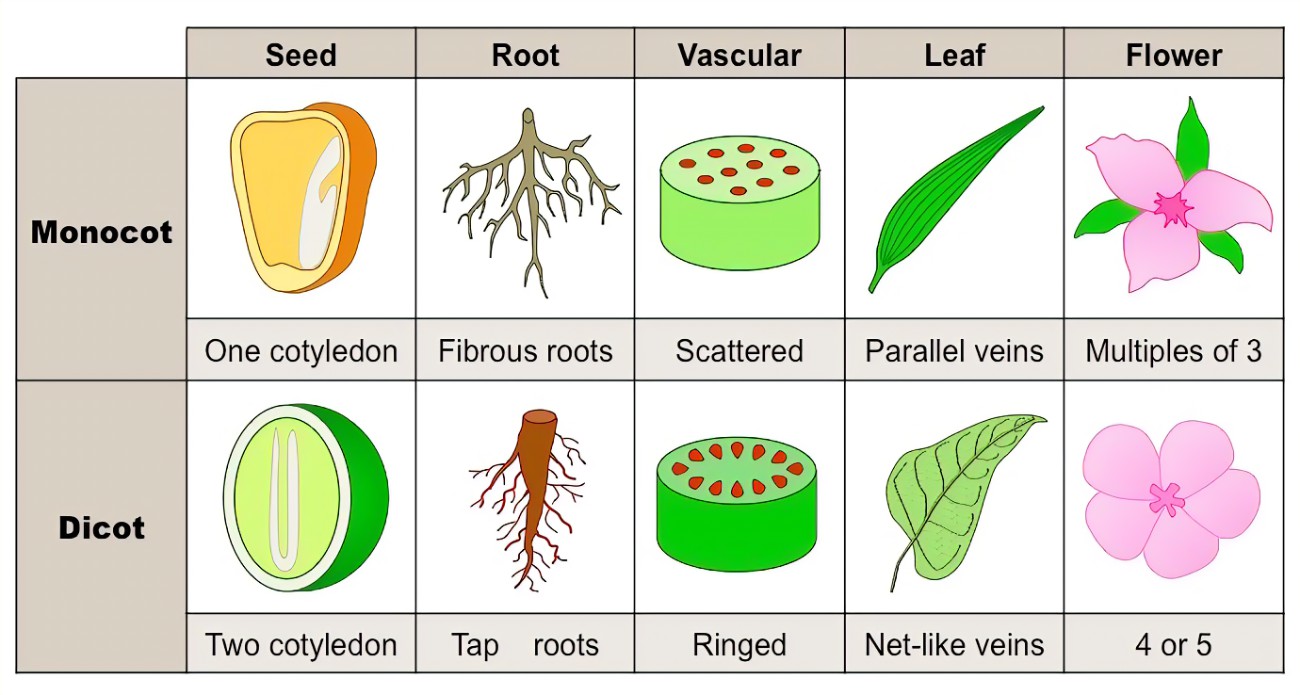 Seed Root Vascular Leaf Flower
Monocot
One cotyledon Fibrous roots Scattered Parallel veins Multiples of 3
Dicot
Two cotyledon Tap roots Ringed Net-like veins 4 or 5